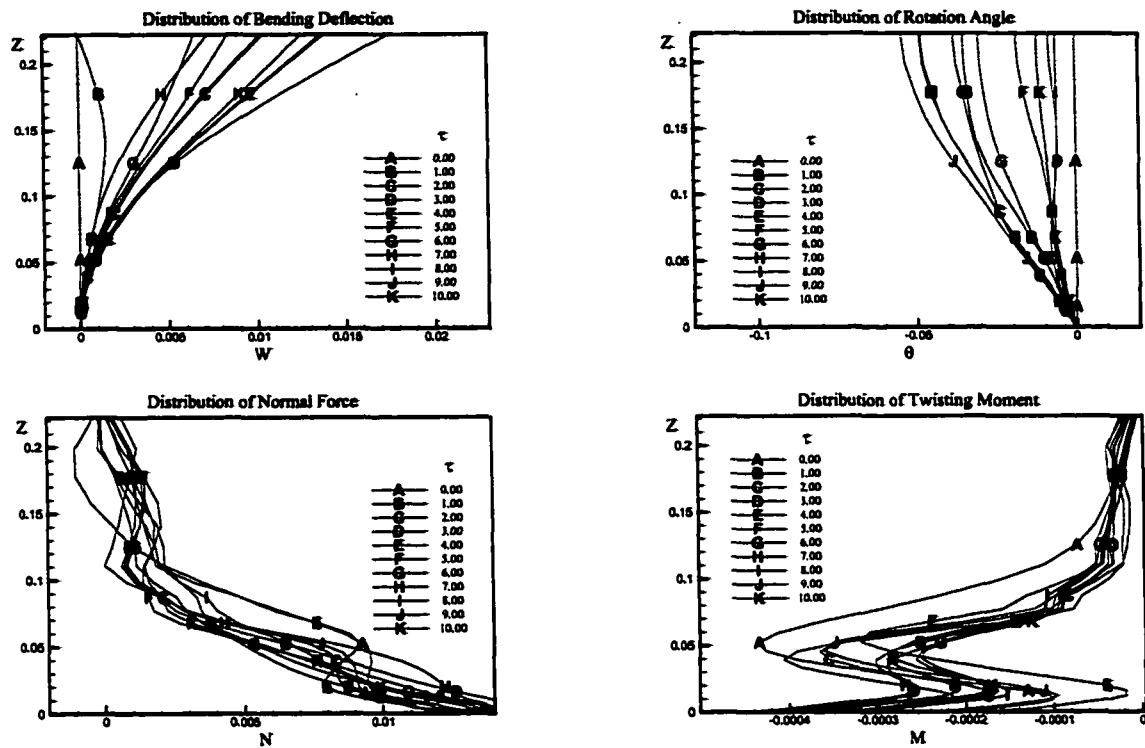 Distribution of Bending Deflection
Z
0.2
0.15
0.1
0.05
0
0
0.005
0.01
0.015
0.02
W
τ
A 0.00
B 1.00
C 2.00
D 3.00
E 4.00
F 5.00
G 6.00
H 7.00
I 8.00
J 9.00
K 10.00
Distribution of Rotation Angle
Z
0.2
0.15
0.1
0.05
0
-0.1
-0.05
0
θ
τ
A 0.00
B 1.00
C 2.00
D 3.00
E 4.00
F 5.00
G 6.00
H 7.00
I 8.00
J 9.00
K 10.00
Distribution of Normal Force
Z
0.2
0.15
0.1
0.05
0
0
0.005
0.01
N
τ
A 0.00
B 1.00
C 2.00
D 3.00
E 4.00
F 5.00
G 6.00
H 7.00
I 8.00
J 9.00
K 10.00
Distribution of Twisting Moment
Z
0.2
0.15
0.1
0.05
0
-0.0004
-0.0003
-0.0002
-0.0001
0
M
τ
A 0.00
B 1.00
C 2.00
D 3.00
E 4.00
F 5.00
G 6.00
H 7.00
I 8.00
J 9.00
K 10.00